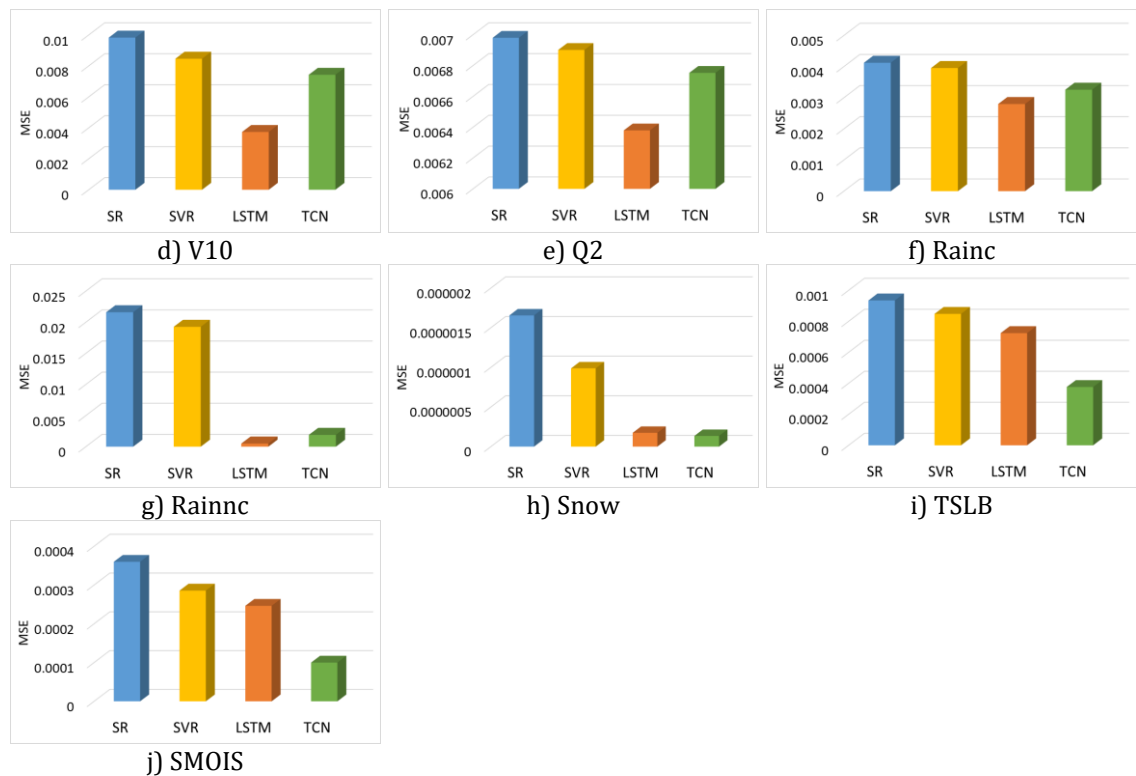 0.01
0.008
0.006
0.004
0.002
0
MSE
SR SVR LSTM TCN
d) V10
0.007
0.0068
0.0066
0.0064
0.0062
0.006
MSE
SR SVR LSTM TCN
e) Q2
0.005
0.004
0.003
0.002
0.001
0
MSE
SR SVR LSTM TCN
f) Rainc
0.025
0.02
0.015
0.01
0.005
0
MSE
SR SVR LSTM TCN
g) Rainnc
0.000002
0.0000015
0.000001
0.0000005
0
MSE
SR SVR LSTM TCN
h) Snow
0.001
0.0008
0.0006
0.0004
0.0002
0
MSE
SR SVR LSTM TCN
i) TSLB
0.0004
0.0003
0.0002
0.0001
0
MSE
SR SVR LSTM TCN
j) SMOIS